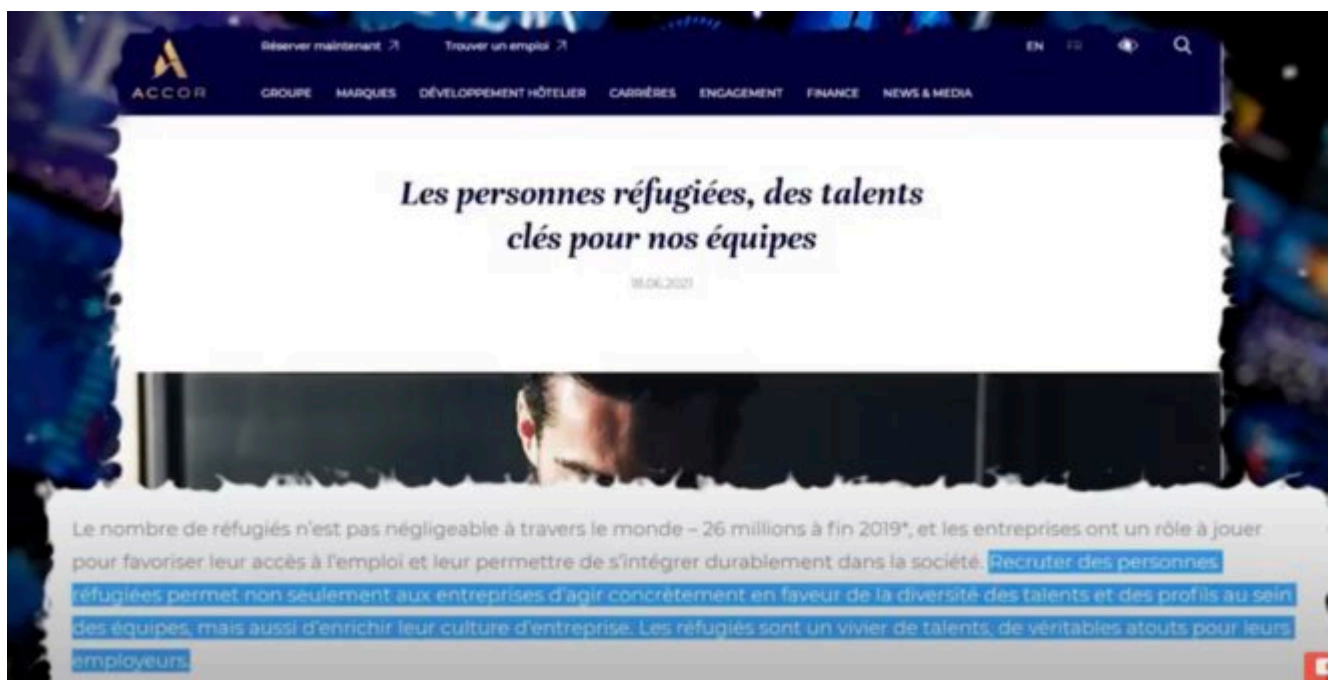 Réserver maintenant ↗ Trouver un emploi ↗ EN FR
ACCOR
GROUPE MARQUES DÉVELOPPEMENT HÔTELIER CARRIÈRES ENGAGEMENT FINANCE NEWS & MEDIA
Les personnes réfugiées, des talents
clés pour nos équipes
18.06.2021
Le nombre de réfugiés n'est pas négligeable à travers le monde – 26 millions à fin 2019*, et les entreprises ont un rôle à jouer
pour favoriser leur accès à l'emploi et leur permettre de s'intégrer durablement dans la société. Recruter des personnes
réfugiées permet non seulement aux entreprises d'agir concrètement en faveur de la diversité des talents et des profils au sein
des équipes, mais aussi d'enrichir leur culture d'entreprise. Les réfugiés sont un vivier de talents, de véritables atouts pour leurs
employeurs.